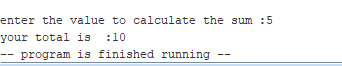 enter the value to calculate the sum :5
your total is  :10
-- program is finished running --